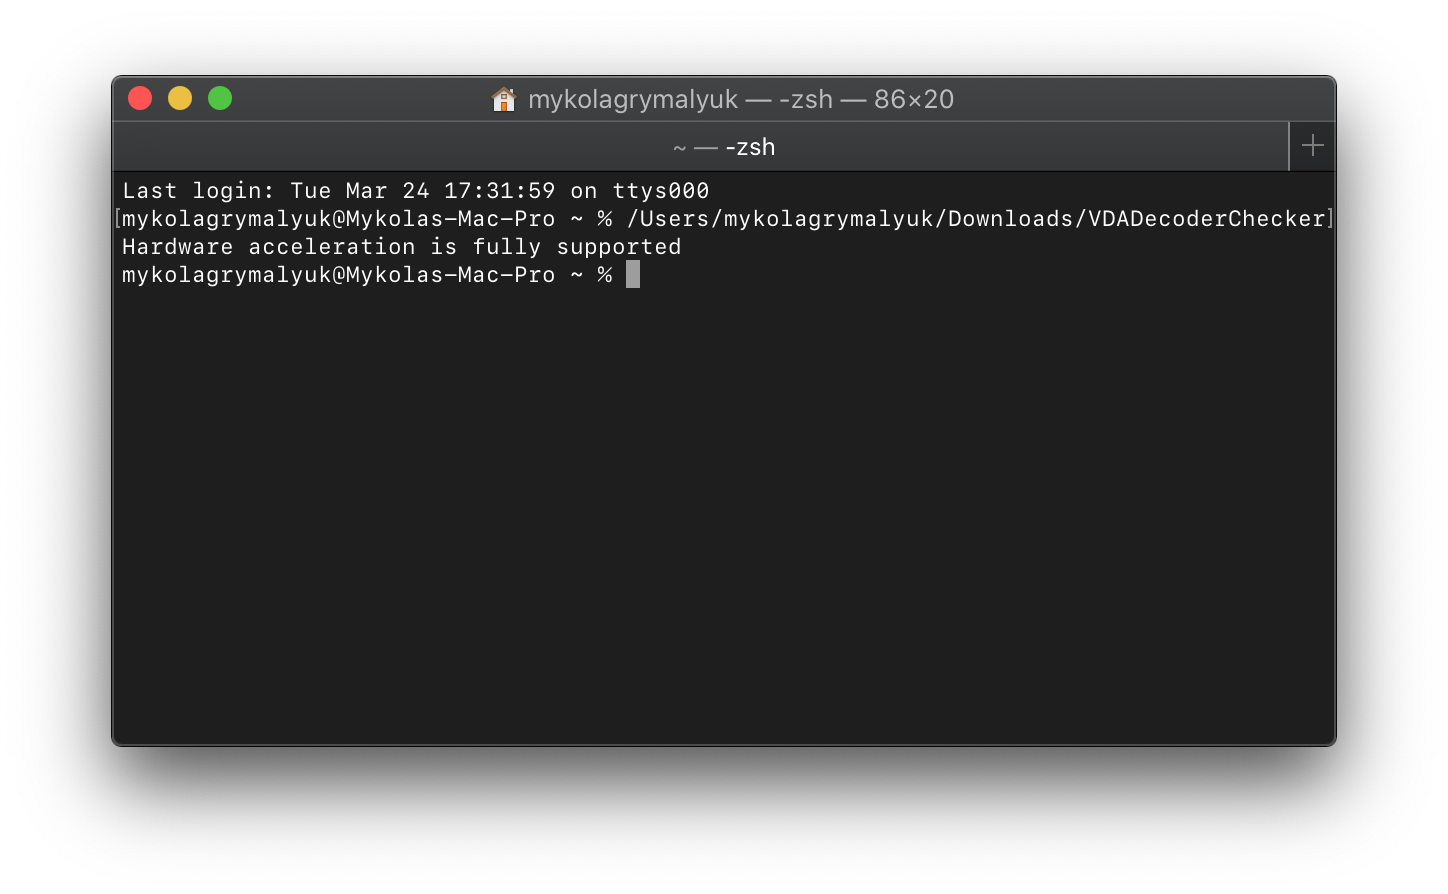 mykolagrymalyuk — -zsh — 86×20
~ — -zsh
Last login: Tue Mar 24 17:31:59 on ttys000
[mykolagrymalyuk@Mykolas-Mac-Pro ~ % /Users/mykolagrymalyuk/Downloads/VDADecoderChecker]
Hardware acceleration is fully supported
mykolagrymalyuk@Mykolas-Mac-Pro ~ %